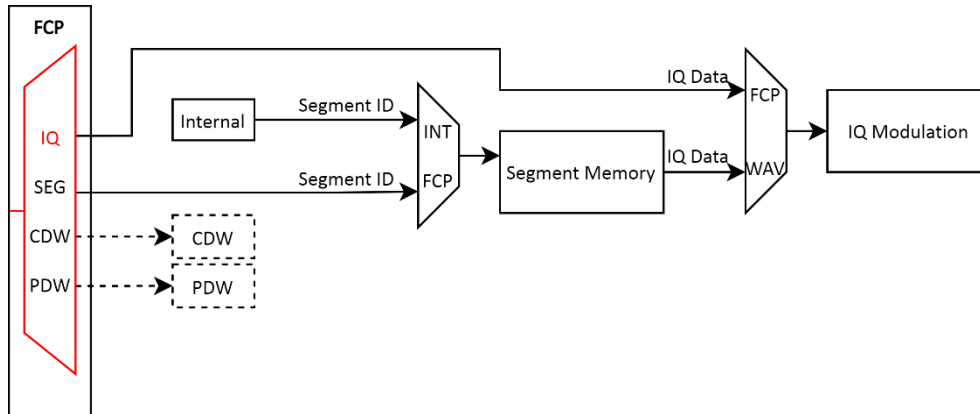 FCP
IQ
SEG
CDW
PDW
Internal
Segment ID
Segment ID
CDW
PDW
INT
FCP
Segment Memory
IQ Data
IQ Data
FCP
WAV
IQ Modulation